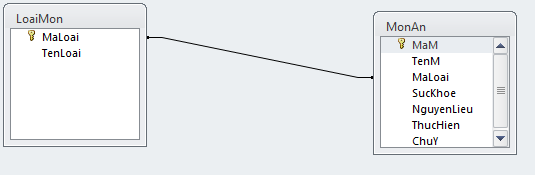 LoaiMon
MaLoai
TenLoai
MonAn
MaM
TenM
MaLoai
SucKhoe
NguyenLieu
ThucHien
ChuY